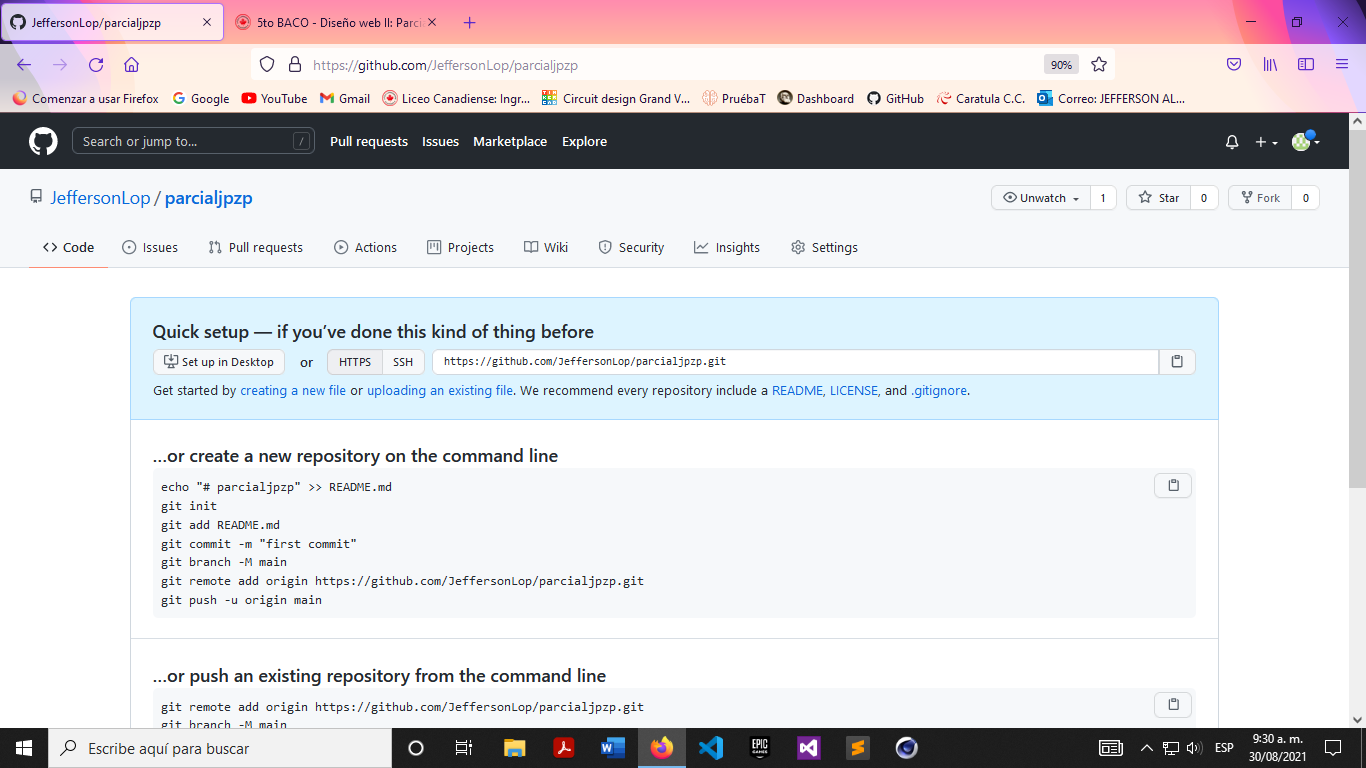 JeffersonLop/parcialjpzp
5to BACO - Diseño web II: Parci
https://github.com/JeffersonLop/parcialjpzp
90%
Comenzar a usar Firefox
Google
YouTube
Gmail
Liceo Canadiense: Ingr...
Circuit design Grand V...
PruébaT
Dashboard
GitHub
Caratula C.C.
Correo: JEFFERSON AL...
Search or jump to...
/
Pull requests
Issues
Marketplace
Explore
JeffersonLop / parcialjpzp
Unwatch
1
Star
0
Fork
0
Code
Issues
Pull requests
Actions
Projects
Wiki
Security
Insights
Settings
Quick setup — if you’ve done this kind of thing before
Set up in Desktop
or
HTTPS
SSH
https://github.com/JeffersonLop/parcialjpzp.git
Get started by creating a new file or uploading an existing file. We recommend every repository include a README, LICENSE, and .gitignore.
…or create a new repository on the command line
echo "# parcialjpzp" >> README.md
git init
git add README.md
git commit -m "first commit"
git branch -M main
git remote add origin https://github.com/JeffersonLop/parcialjpzp.git
git push -u origin main
…or push an existing repository from the command line
git remote add origin https://github.com/JeffersonLop/parcialjpzp.git
git branch -M main
Escribe aquí para buscar
EPIC
GAMES
ESP
9:30 a. m.
30/08/2021